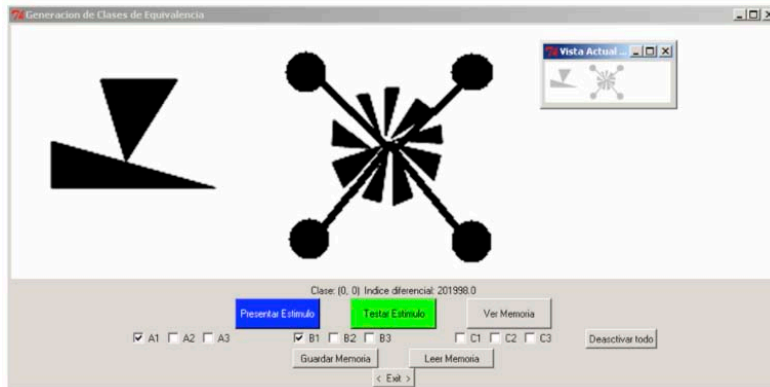 Generacion de Clases de Equivalencia
Vista Actual ...
Clase: (0, 0) Indice diferencial: 201998.0
Presentar Estimulo Testar Estimulo Ver Memoria
A1 A2 A3 B1 B2 B3 C1 C2 C3 Deasctivar todo
Guardar Memoria Leer Memoria
< Exit >